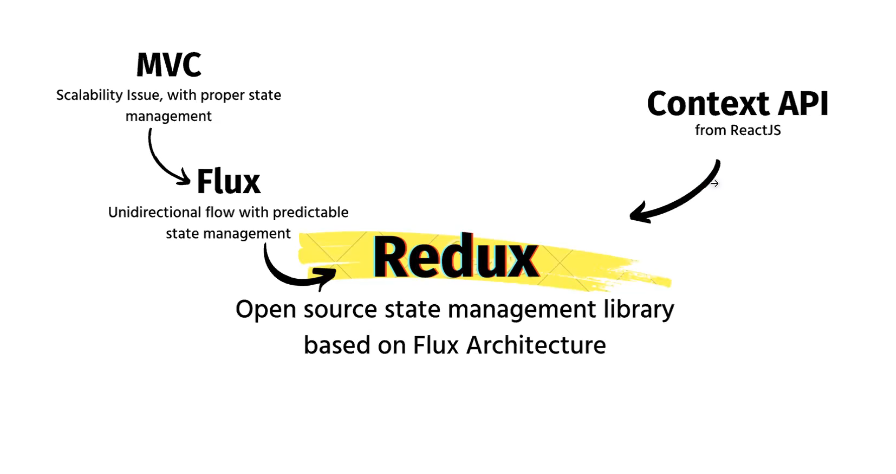 MVC
Scalability Issue, with proper state
management
Context API
from ReactJS
Flux
Unidirectional flow with predictable
state management
Redux
Open source state management library
based on Flux Architecture